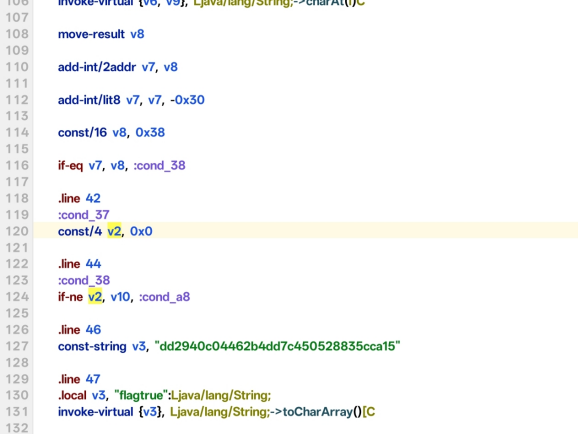 106 invoke-virtual {v6, v9}, Ljava/lang/String;->charAt(I)C
107
108 move-result v8
109
110 add-int/2addr v7, v8
111
112 add-int/lit8 v7, v7, -0x30
113
114 const/16 v8, 0x38
115
116 if-eq v7, v8, :cond_38
117
118 .line 42
119 :cond_37
120 const/4 v2, 0x0
121
122 .line 44
123 :cond_38
124 if-ne v2, v10, :cond_a8
125
126 .line 46
127 const-string v3, "dd2940c04462b4dd7c450528835cca15"
128
129 .line 47
130 .local v3, "flagtrue":Ljava/lang/String;
131 invoke-virtual {v3}, Ljava/lang/String;->toCharArray()[C
132